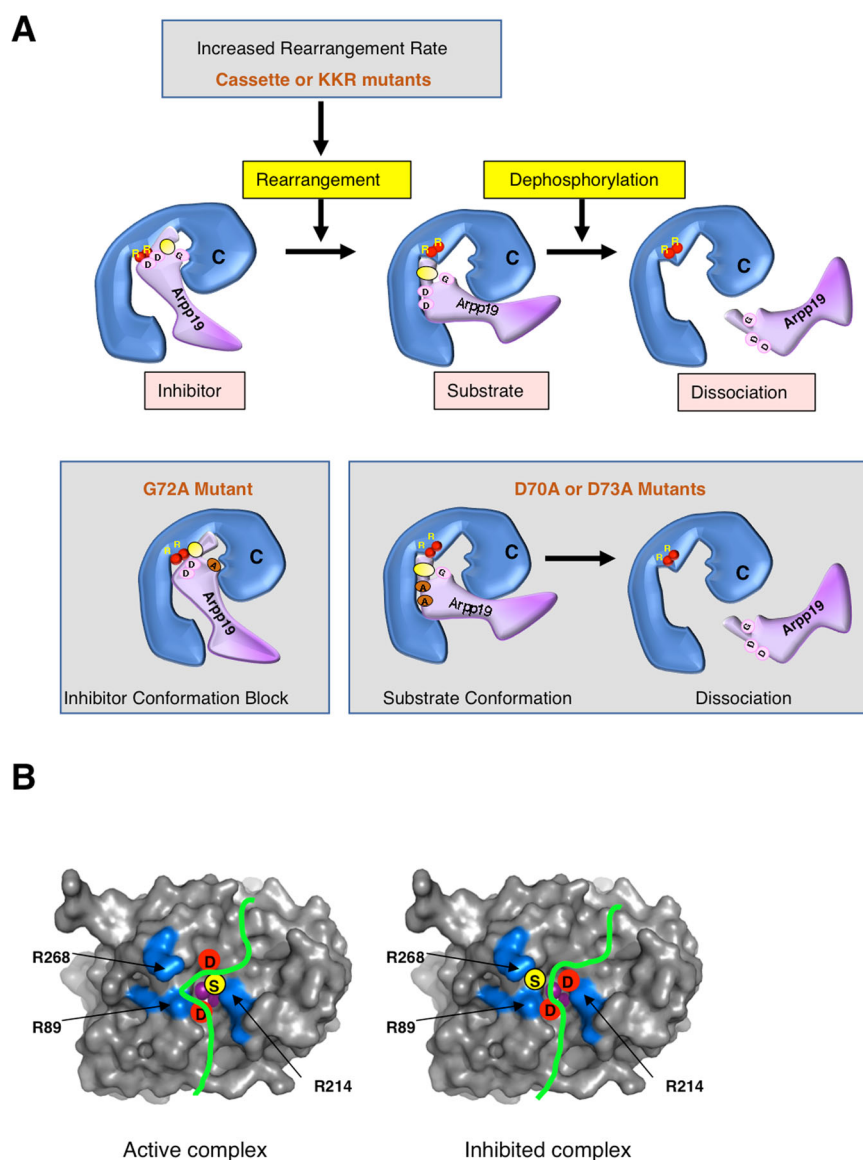 A
Increased Rearrangement Rate
Cassette or KKR mutants
Rearrangement
Dephosphorylation
R R
D D G
C
Arpp19
R R
G
D
D
C
Arpp19
R R
C
G
D D
Arpp19
Inhibitor
Substrate
Dissociation
G72A Mutant
D70A or D73A Mutants
R R
D
D
A
C
Arpp19
R R
G
A
A
C
Arpp19
R R
C
G
D D
Arpp19
Inhibitor Conformation Block
Substrate Conformation
Dissociation
B
R268
R89
D
S
D
R214
R268
R89
S
D
D
R214
Active complex
Inhibited complex